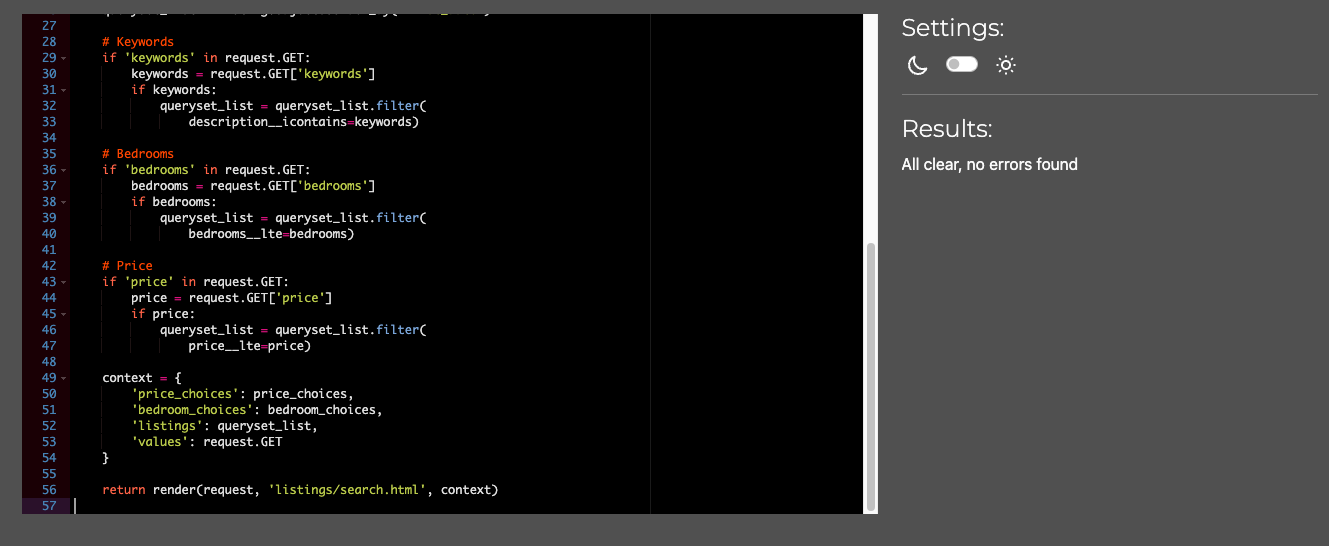 27
28 # Keywords
29 if 'keywords' in request.GET:
30 keywords = request.GET['keywords']
31 if keywords:
32 queryset_list = queryset_list.filter(
33 description__icontains=keywords)
34
35 # Bedrooms
36 if 'bedrooms' in request.GET:
37 bedrooms = request.GET['bedrooms']
38 if bedrooms:
39 queryset_list = queryset_list.filter(
40 bedrooms__lte=bedrooms)
41
42 # Price
43 if 'price' in request.GET:
44 price = request.GET['price']
45 if price:
46 queryset_list = queryset_list.filter(
47 price__lte=price)
48
49 context = {
50 'price_choices': price_choices,
51 'bedroom_choices': bedroom_choices,
52 'listings': queryset_list,
53 'values': request.GET
54 }
55
56 return render(request, 'listings/search.html', context)
57
Settings:
Results:
All clear, no errors found